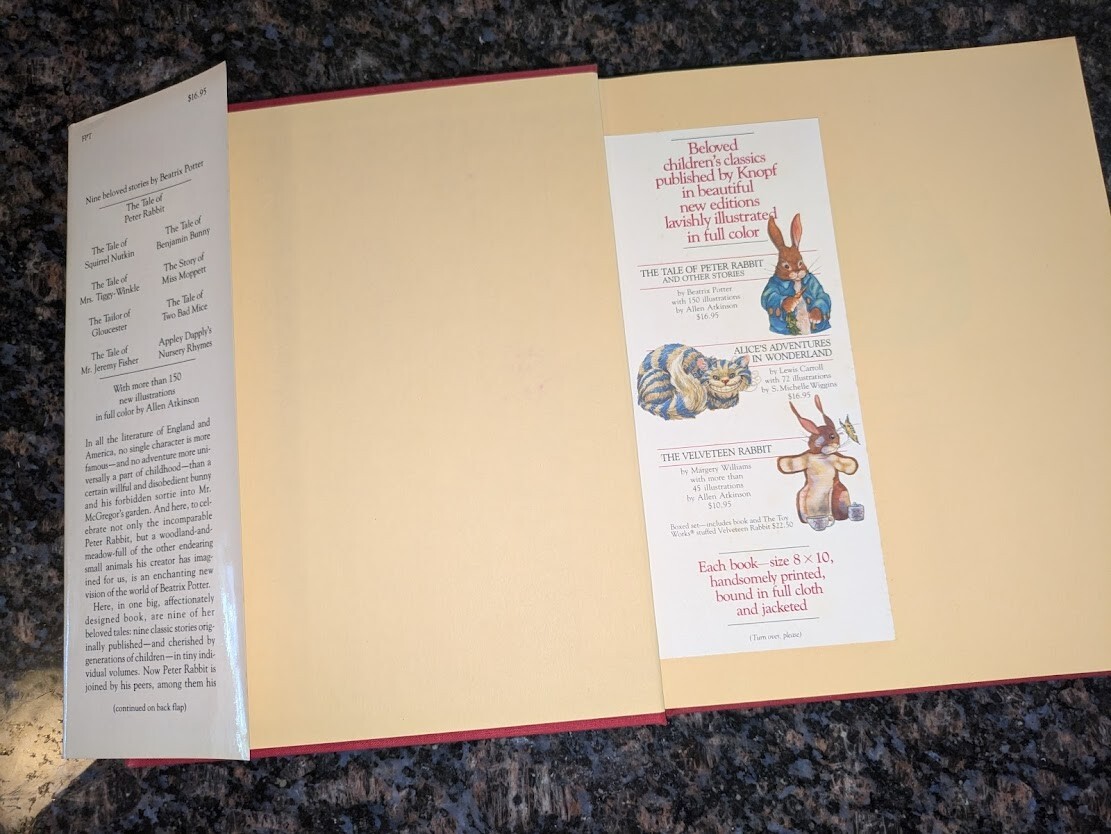 FPT
$16.95
Nine beloved stories by Beatrix Potter
The Tale of
Peter Rabbit
The Tale of
Squirrel Nutkin
The Tale of
Benjamin Bunny
The Tale of
Mrs. Tiggy-Winkle
The Story of
Miss Moppett
The Tailor of
Gloucester
The Tale of
Two Bad Mice
The Tale of
Mr. Jeremy Fisher
Appley Dapply's
Nursery Rhymes
With more than 150
new illustrations
in full color by Allen Atkinson
In all the literature of England and
America, no single character is more
famous—and no adventure more uni-
versally a part of childhood—than a
certain willful and disobedient bunny
and his forbidden sortie into Mr.
McGregor's garden. And here, to cel-
ebrate not only the incomparable
Peter Rabbit, but a woodland-and-
meadow-full of the other endearing
small animals his creator has imag-
ined for us, is an enchanting new
vision of the world of Beatrix Potter.
Here, in one big, affectionately
designed book, are nine of her
beloved tales: nine classic stories orig-
inally published—and cherished by
generations of children—in tiny indi-
vidual volumes. Now Peter Rabbit is
joined by his peers, among them his
(continued on back flap)
Beloved
children's classics
published by Knopf
in beautiful
new editions
lavishly illustrated
in full color
THE TALE OF PETER RABBIT
AND OTHER STORIES
by Beatrix Potter
with 150 illustrations
by Allen Atkinson
$16.95
ALICE'S ADVENTURES
IN WONDERLAND
by Lewis Carroll
with 72 illustrations
by S. Michelle Wiggins
$16.95
THE VELVETEEN RABBIT
by Margery Williams
with more than
45 illustrations
by Allen Atkinson
$10.95
Boxed set—includes book and The Toy
Works® stuffed Velveteen Rabbit $22.50
Each book—size 8 × 10,
handsomely printed,
bound in full cloth
and jacketed
(Turn over, please)